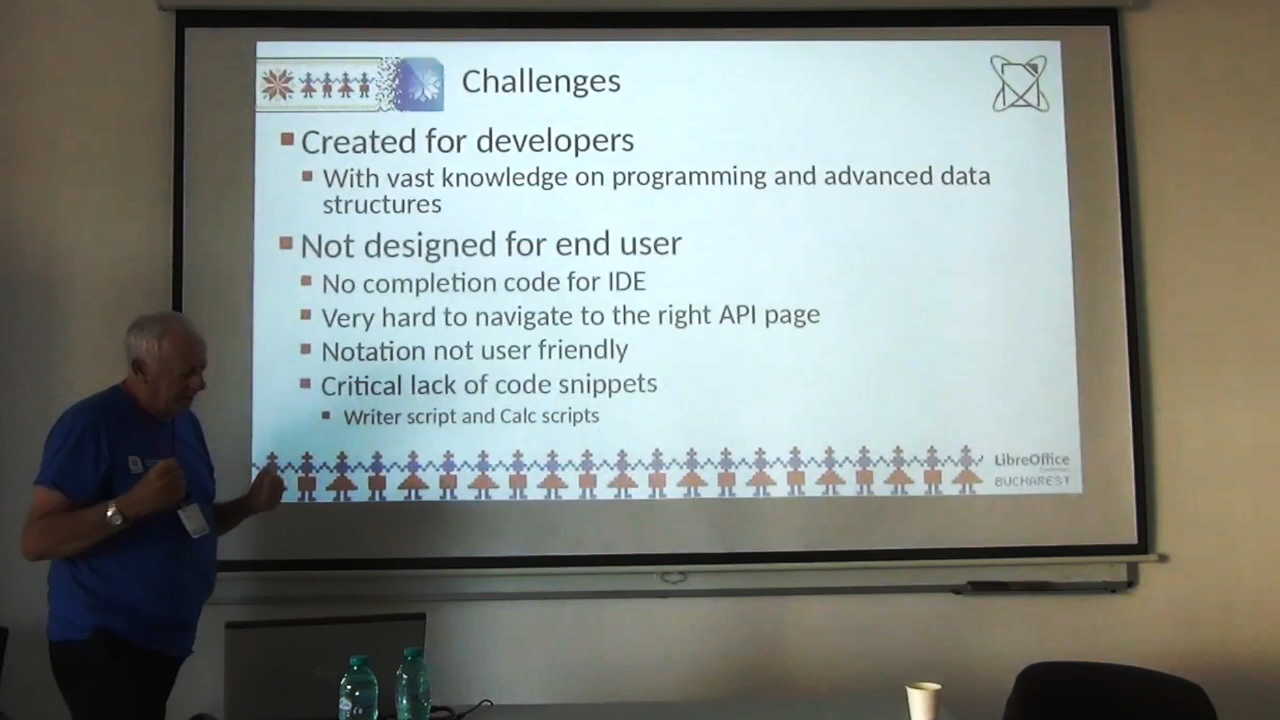 Challenges
Created for developers
With vast knowledge on programming and advanced data
structures
Not designed for end user
No completion code for IDE
Very hard to navigate to the right API page
Notation not user friendly
Critical lack of code snippets
Writer script and Calc scripts
LibreOffice
BUCHAREST